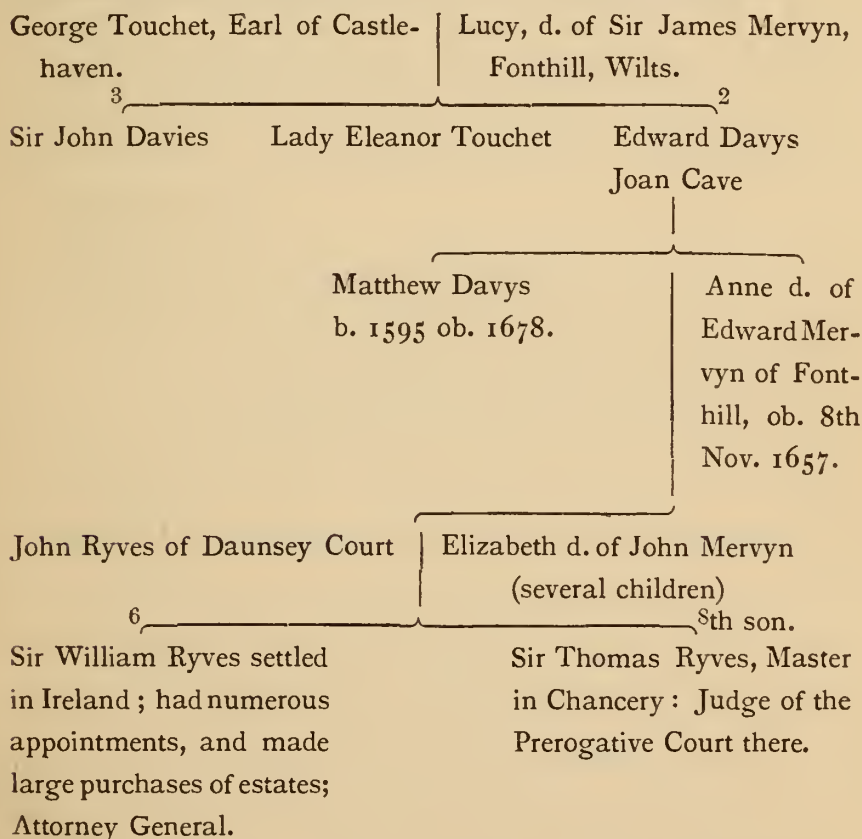 George Touchet, Earl of Castle-
haven.
Lucy, d. of Sir James Mervyn,
Fonthill, Wilts.
3
2
Sir John Davies
Lady Eleanor Touchet
Edward Davys
Joan Cave
Matthew Davys
b. 1595 ob. 1678.
Anne d. of
Edward Mer-
vyn of Font-
hill, ob. 8th
Nov. 1657.
John Ryves of Daunsey Court
Elizabeth d. of John Mervyn
(several children)
6
8th son.
Sir William Ryves settled
in Ireland ; had numerous
appointments, and made
large purchases of estates;
Attorney General.
Sir Thomas Ryves, Master
in Chancery : Judge of the
Prerogative Court there.